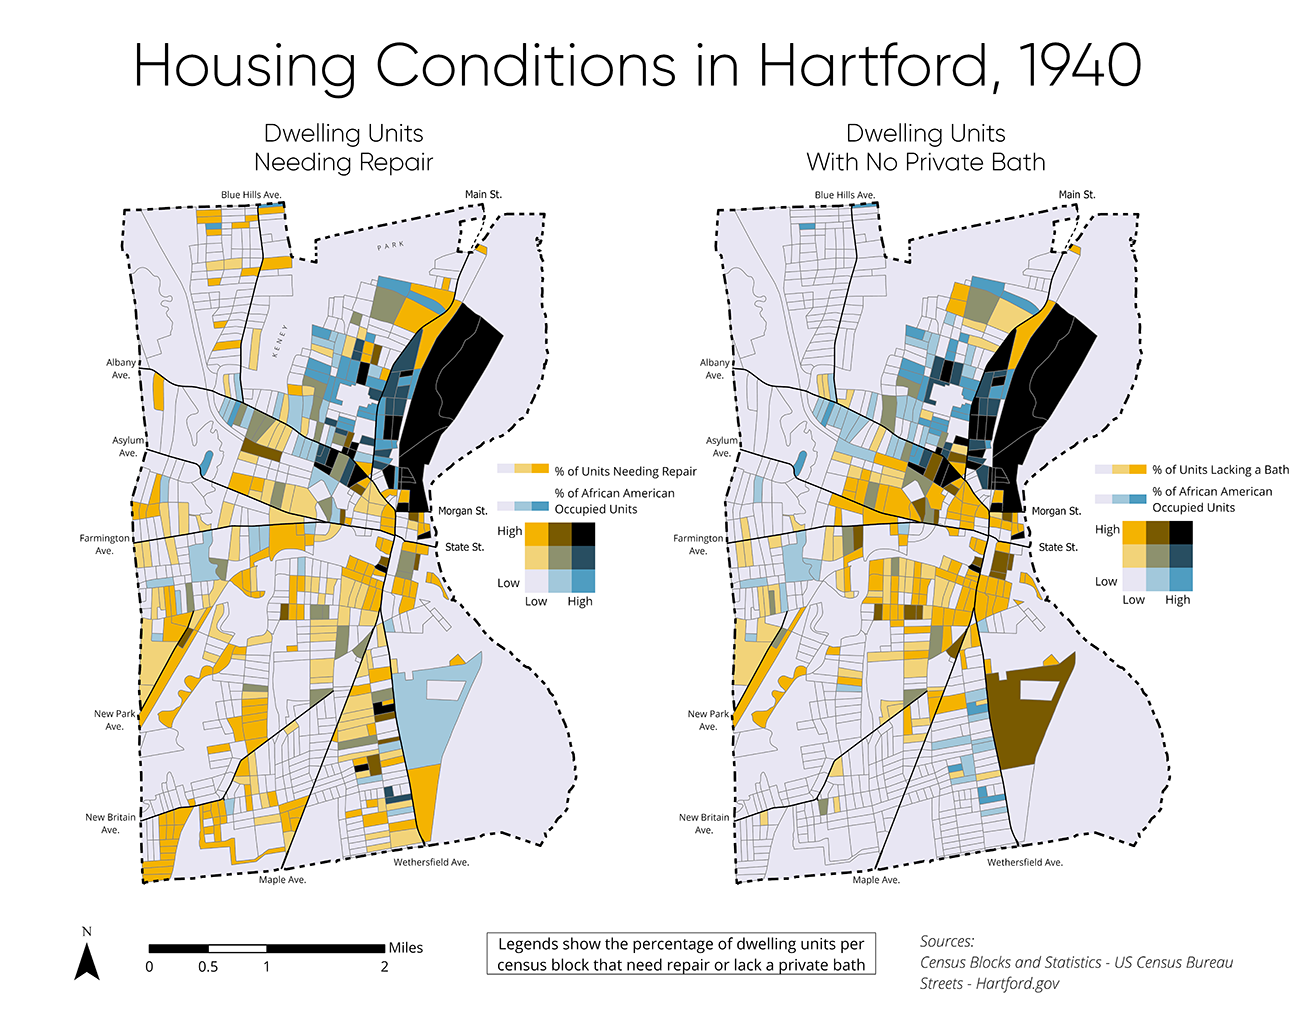 Housing Conditions in Hartford, 1940
Dwelling Units
Needing Repair
Dwelling Units
With No Private Bath
Blue Hills Ave.
Main St.
PARK
KENEY
Albany
Ave.
Asylum
Ave.
Farmington
Ave.
New Park
Ave.
New Britain
Ave.
Maple Ave.
Wethersfield Ave.
Morgan St.
State St.
% of Units Needing Repair
% of African American
Occupied Units
High
Low
Low
High
Blue Hills Ave.
Main St.
Albany
Ave.
Asylum
Ave.
Farmington
Ave.
New Park
Ave.
New Britain
Ave.
Maple Ave.
Wethersfield Ave.
Morgan St.
State St.
% of Units Lacking a Bath
% of African American
Occupied Units
High
Low
Low
High
N
Miles
0
0.5
1
2
Legends show the percentage of dwelling units per
census block that need repair or lack a private bath
Sources:
Census Blocks and Statistics - US Census Bureau
Streets - Hartford.gov